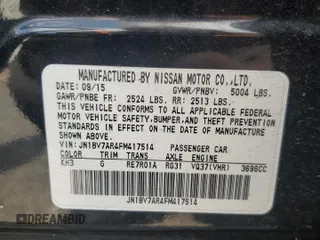 MANUFACTURED BY NISSAN MOTOR CO.,LTD.
DATE: 09/15 GVWR/PNBV: 5004 LBS.
GAWR/PNBE FR: 2524 LBS. RR: 2513 LBS.
THIS VEHICLE CONFORMS TO ALL APPLICABLE FEDERAL
MOTOR VEHICLE SAFETY,BUMPER,AND THEFT PREVENTION
STANDARDS IN EFFECT ON THE DATE OF MANUFACTURE
SHOWN ABOVE.
VIN: JN1BV7AR4FM417514 PASSENGER CAR
COLOR TRIM TRANS AXLE ENGINE
KH3 G RE7R01A RG31 VQ37(VHR) 3696CC
JN1BV7AR4FM417514
DREAMBID